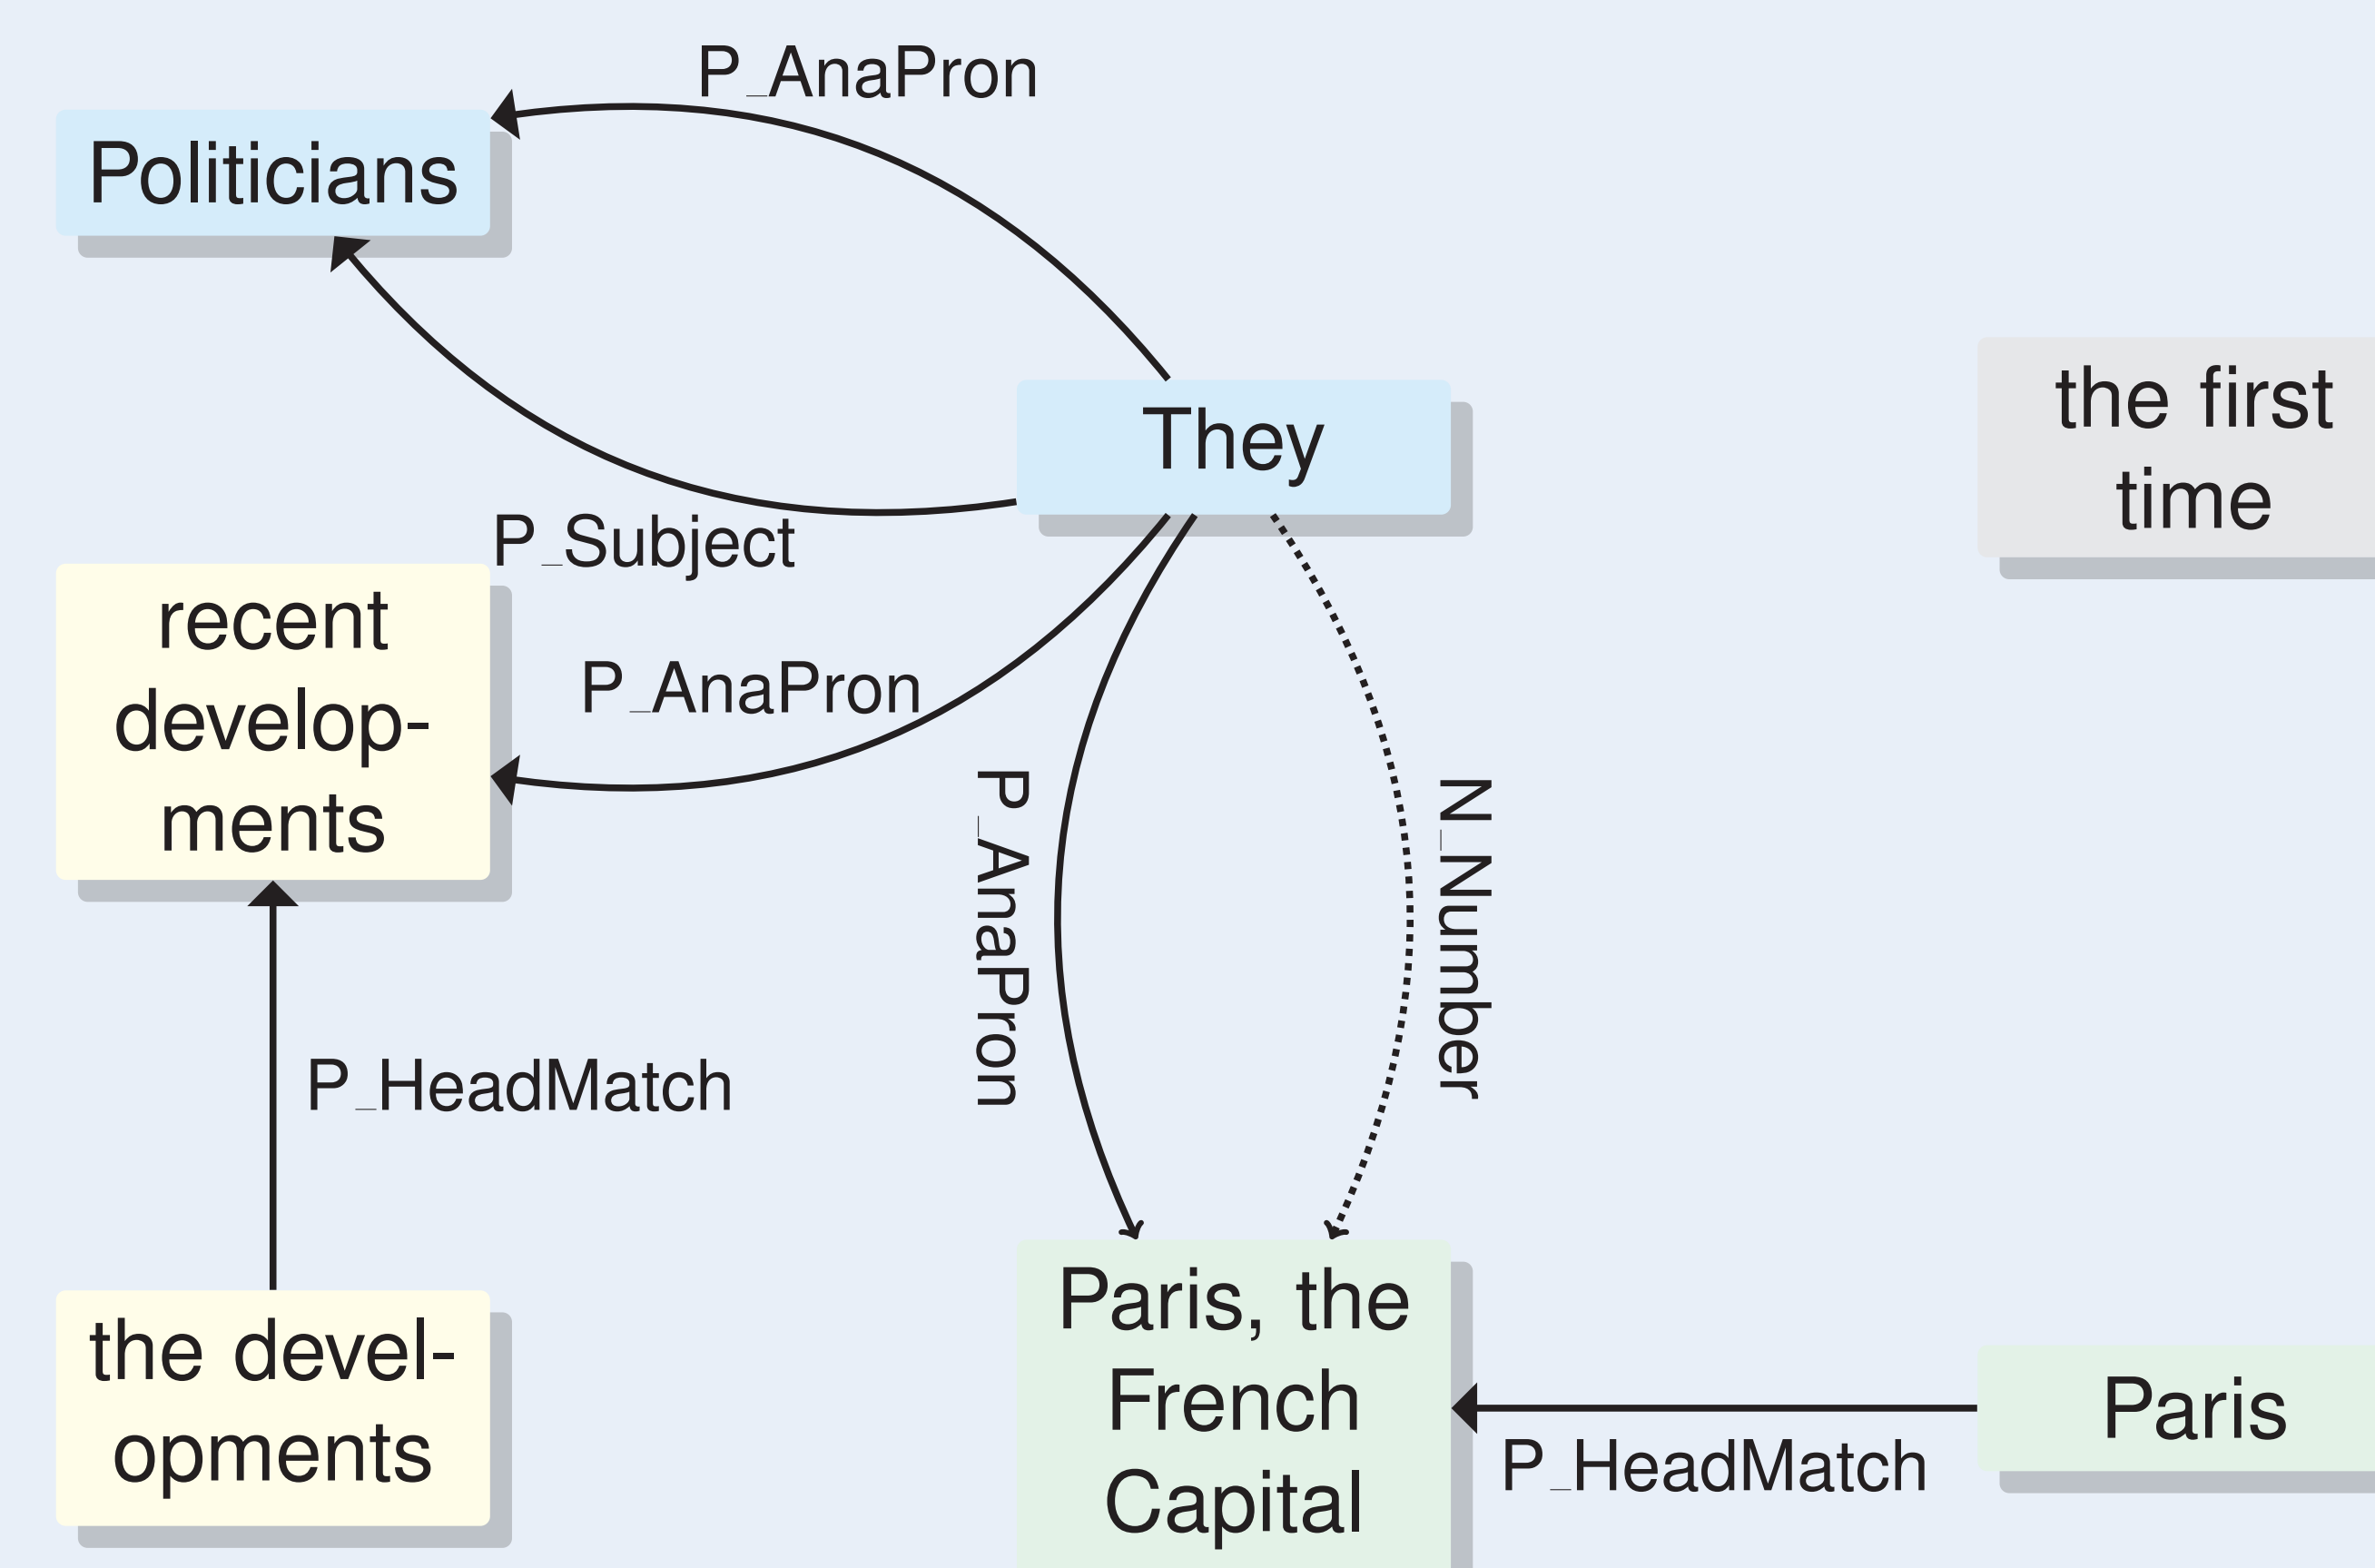 P_AnaPron
Politicians
They
the first
time
P_Subject
recent
develop-
ments
P_AnaPron
P_AnaPron
N_Number
P_HeadMatch
the devel-
opments
Paris, the
French
Capital
Paris
P_HeadMatch